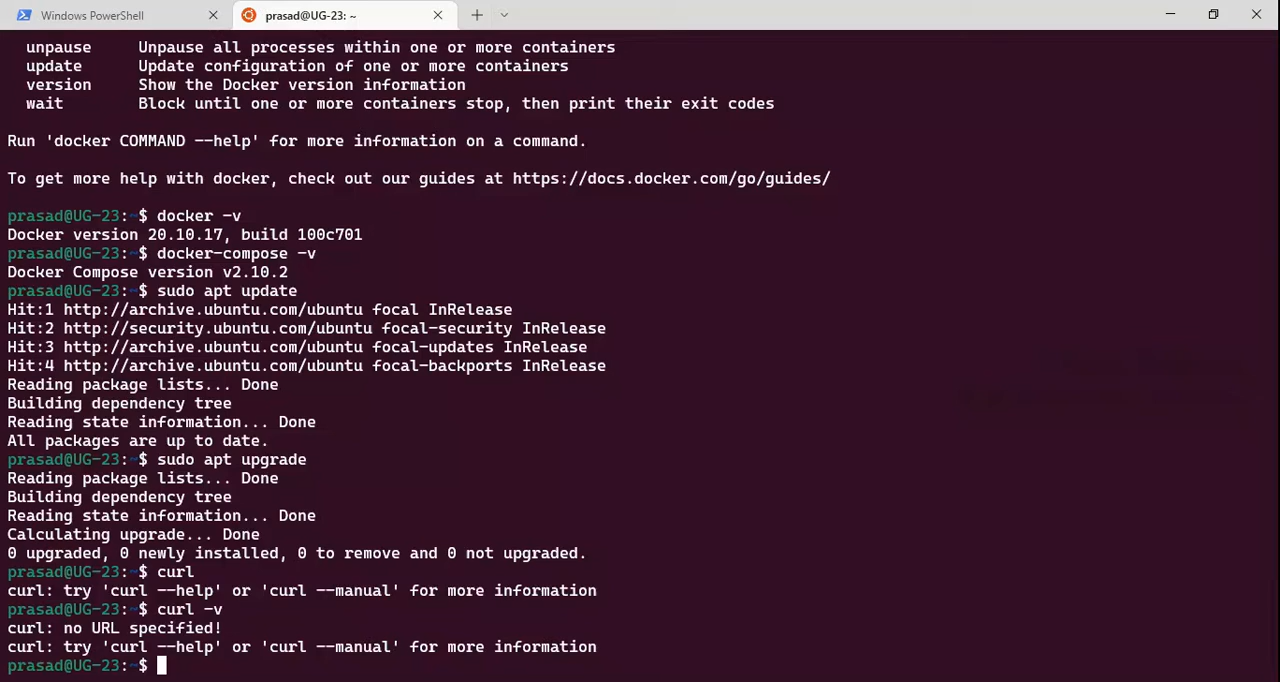 Windows PowerShell
prasad@UG-23: ~
unpause Unpause all processes within one or more containers
update Update configuration of one or more containers
version Show the Docker version information
wait Block until one or more containers stop, then print their exit codes
Run 'docker COMMAND --help' for more information on a command.
To get more help with docker, check out our guides at https://docs.docker.com/go/guides/
prasad@UG-23:~$ docker -v
Docker version 20.10.17, build 100c701
prasad@UG-23:~$ docker-compose -v
Docker Compose version v2.10.2
prasad@UG-23:~$ sudo apt update
Hit:1 http://archive.ubuntu.com/ubuntu focal InRelease
Hit:2 http://security.ubuntu.com/ubuntu focal-security InRelease
Hit:3 http://archive.ubuntu.com/ubuntu focal-updates InRelease
Hit:4 http://archive.ubuntu.com/ubuntu focal-backports InRelease
Reading package lists... Done
Building dependency tree
Reading state information... Done
All packages are up to date.
prasad@UG-23:~$ sudo apt upgrade
Reading package lists... Done
Building dependency tree
Reading state information... Done
Calculating upgrade... Done
0 upgraded, 0 newly installed, 0 to remove and 0 not upgraded.
prasad@UG-23:~$ curl
curl: try 'curl --help' or 'curl --manual' for more information
prasad@UG-23:~$ curl -v
curl: no URL specified!
curl: try 'curl --help' or 'curl --manual' for more information
prasad@UG-23:~$